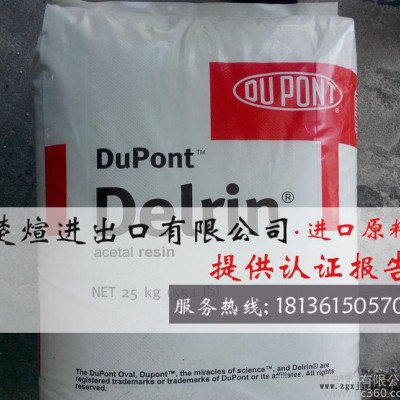 DU PONT
DuPont™
Delrin®
楚煊进出口有限公司·进口原料
acetal resin
提供认证报告
NET 25 kg
服务热线: 18136150570
The DuPont Oval, Dupont™, the miracles of science™, and Delrin® are
registered trademarks or trademarks of DuPont or its affiliates. All rights
reserved.